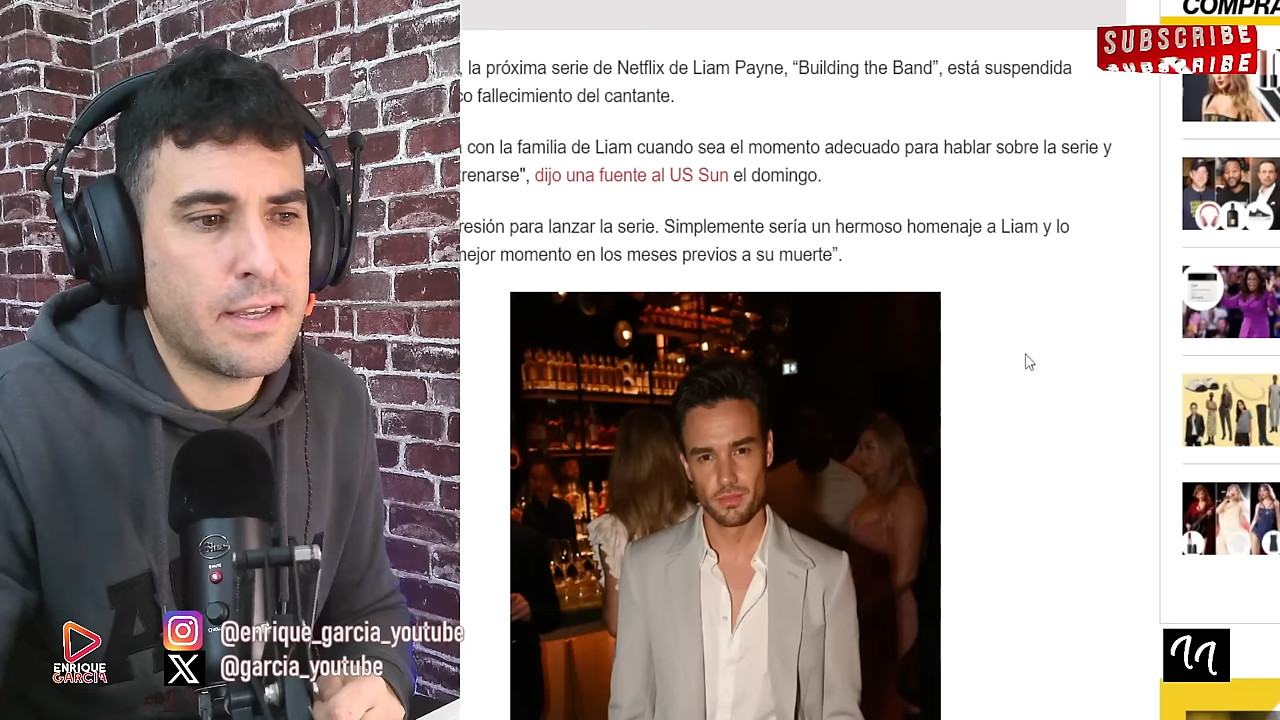 COMPRA
SUBSCRIBE
SUBSCRIBE
la próxima serie de Netflix de Liam Payne, “Building the Band”, está suspendida
co fallecimiento del cantante.
con la familia de Liam cuando sea el momento adecuado para hablar sobre la serie y
renarse", dijo una fuente al US Sun el domingo.
resión para lanzar la serie. Simplemente sería un hermoso homenaje a Liam y lo
mejor momento en los meses previos a su muerte”.
@enrique_garcia_youtube
@garcia_youtube
ENRIQUE
GARCIA